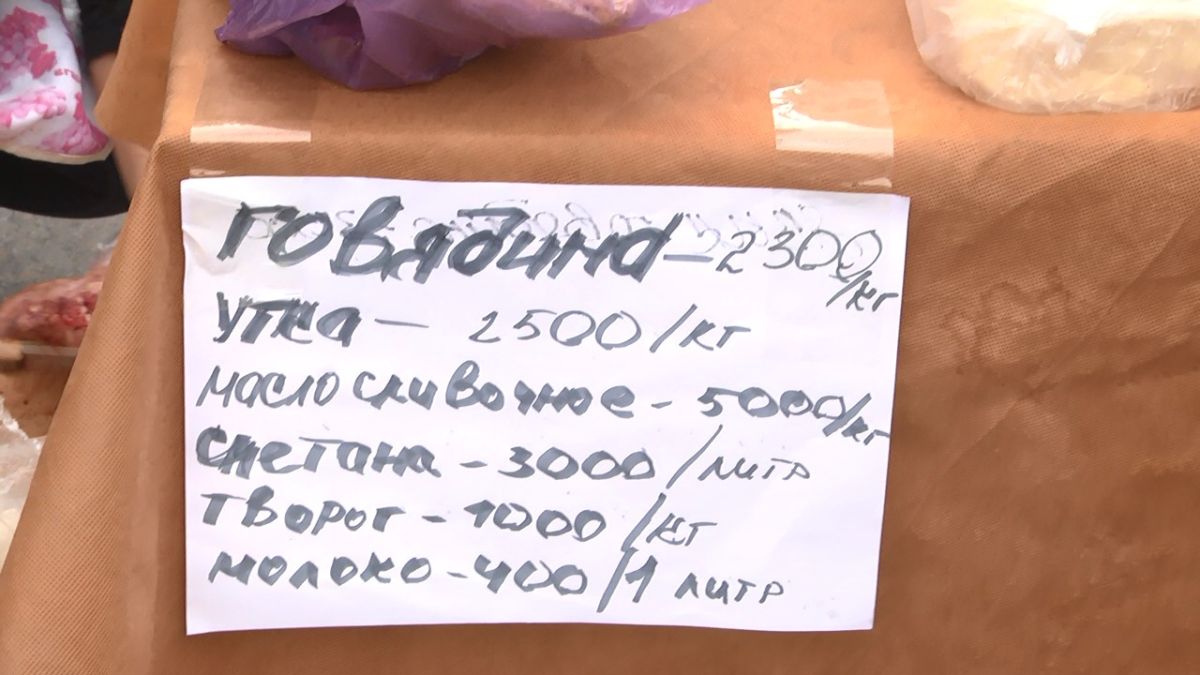 говядина - 2300/кг
утка - 2500/кг
масло сливочное - 5000/кг
сметана - 3000/литр
творог - 1000/кг
молоко - 400/1 литр